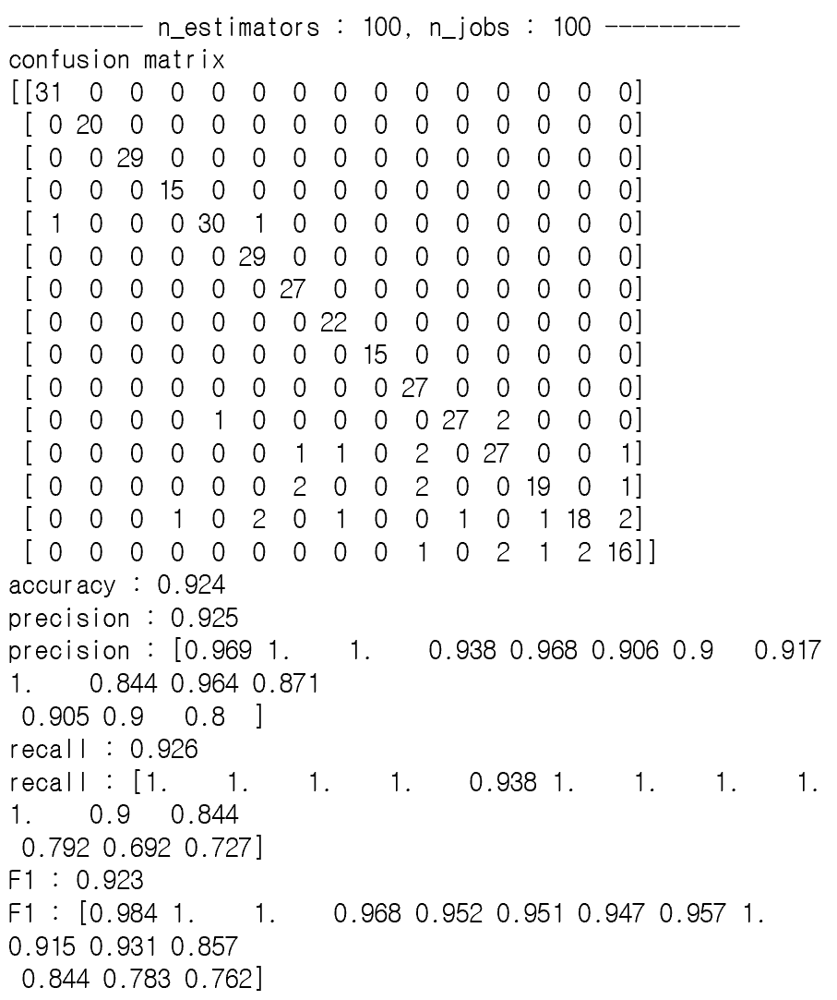 ---------- n_estimators : 100, n_jobs : 100 ----------
confusion matrix
[[31  0  0  0  0  0  0  0  0  0  0  0  0  0  0]
 [ 0 20  0  0  0  0  0  0  0  0  0  0  0  0  0]
 [ 0  0 29  0  0  0  0  0  0  0  0  0  0  0  0]
 [ 0  0  0 15  0  0  0  0  0  0  0  0  0  0  0]
 [ 1  0  0  0 30  1  0  0  0  0  0  0  0  0  0]
 [ 0  0  0  0  0 29  0  0  0  0  0  0  0  0  0]
 [ 0  0  0  0  0  0 27  0  0  0  0  0  0  0  0]
 [ 0  0  0  0  0  0  0 22  0  0  0  0  0  0  0]
 [ 0  0  0  0  0  0  0  0 15  0  0  0  0  0  0]
 [ 0  0  0  0  0  0  0  0  0 27  0  0  0  0  0]
 [ 0  0  0  0  1  0  0  0  0  0 27  2  0  0  0]
 [ 0  0  0  0  0  0  1  1  0  2  0 27  0  0  1]
 [ 0  0  0  0  0  0  2  0  0  2  0  0 19  0  1]
 [ 0  0  0  1  0  2  0  1  0  0  1  0  1 18  2]
 [ 0  0  0  0  0  0  0  0  0  1  0  2  1  2 16]]
accuracy : 0.924
precision : 0.925
precision : [0.969 1.    1.    0.938 0.968 0.906 0.9   0.917
1.    0.844 0.964 0.871
 0.905 0.9   0.8  ]
recall : 0.926
recall : [1.    1.    1.    1.    0.938 1.    1.    1.    1.
1.    0.9   0.844
 0.792 0.692 0.727]
F1 : 0.923
F1 : [0.984 1.    1.    0.968 0.952 0.951 0.947 0.957 1.
0.915 0.931 0.857
 0.844 0.783 0.762]